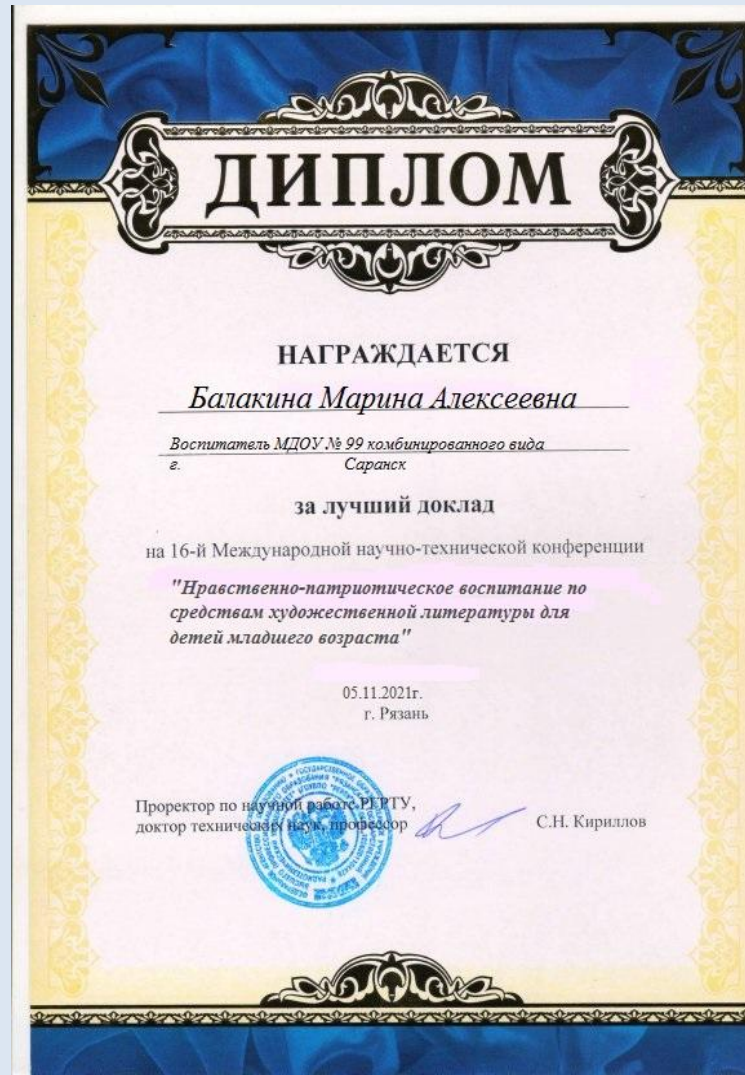 ДИПЛОМ
НАГРАЖДАЕТСЯ
Балакина Марина Алексеевна
Воспитатель МДОУ № 99 комбинированного вида
г. Саранск
за лучший доклад
на 16-й Международной научно-технической конференции
"Нравственно-патриотическое воспитание по
средствам художественной литературы для
детей младшего возраста"
05.11.2021г.
г. Рязань
Проректор по научной работе РГРТУ,
доктор технических наук, профессор
С.Н. Кириллов